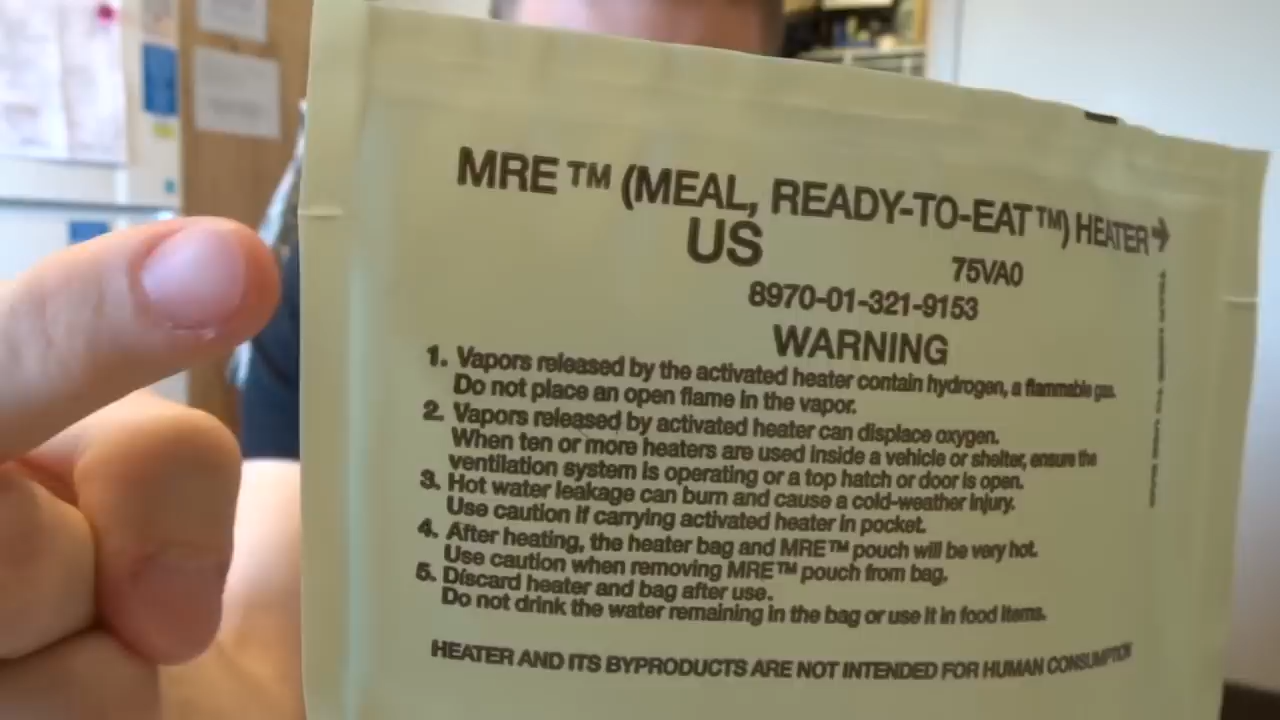 MRE™ (MEAL, READY-TO-EAT™) HEATER→
US
75VA0
8970-01-321-9153
WARNING
1. Vapors released by the activated heater contain hydrogen, a flammable gas.
Do not place an open flame in the vapor.
2. Vapors released by activated heater can displace oxygen.
When ten or more heaters are used inside a vehicle or shelter, ensure the
ventilation system is operating or a top hatch or door is open.
3. Hot water leakage can burn and cause a cold-weather injury.
Use caution if carrying activated heater in pocket.
4. After heating, the heater bag and MRE™ pouch will be very hot.
Use caution when removing MRE™ pouch from bag.
5. Discard heater and bag after use.
Do not drink the water remaining in the bag or use it in food items.
HEATER AND ITS BYPRODUCTS ARE NOT INTENDED FOR HUMAN CONSUMPTION